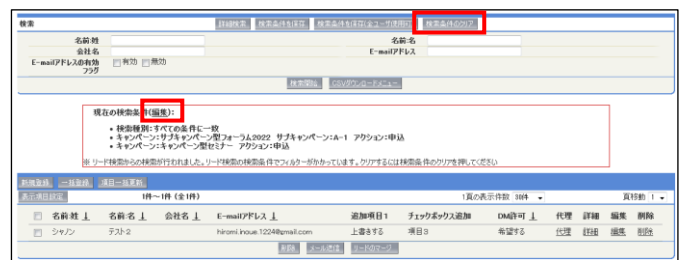 検索
詳細検索 検索条件を保存 検索条件を保存(全ユーザ使用可) 検索条件のクリア
名前:姓 名前:名
会社名 E-mailアドレス
E-mailアドレスの有効フラグ 有効 無効
検索開始 CSVダウンロードメニュー
現在の検索条件(編集):
• 検索種別:すべての条件に一致
• キャンペーン:サブキャンペーン型フォーラム2022 サブキャンペーン:A-1 アクション:申込
• キャンペーン:キャンペーン型セミナー アクション:申込
※ リード検索からの検索が行われました。リード検索の検索条件でフィルターがかかっています。クリアするには検索条件のクリアを押してください
新規登録 一括登録 項目一括更新
表示項目設定 1件～1件 (全1件) 1頁の表示件数 30件 頁移動 1
名前:姓 名前:名 会社名 E-mailアドレス 追加項目1 チェックボックス追加 DM許可 代理 詳細 編集 削除
シャノン テスト2 hiromi.inoue.1224@gmail.com 上書きする 項目3 希望する 代理 詳細 編集 削除
削除 メール送信 リードのマージ